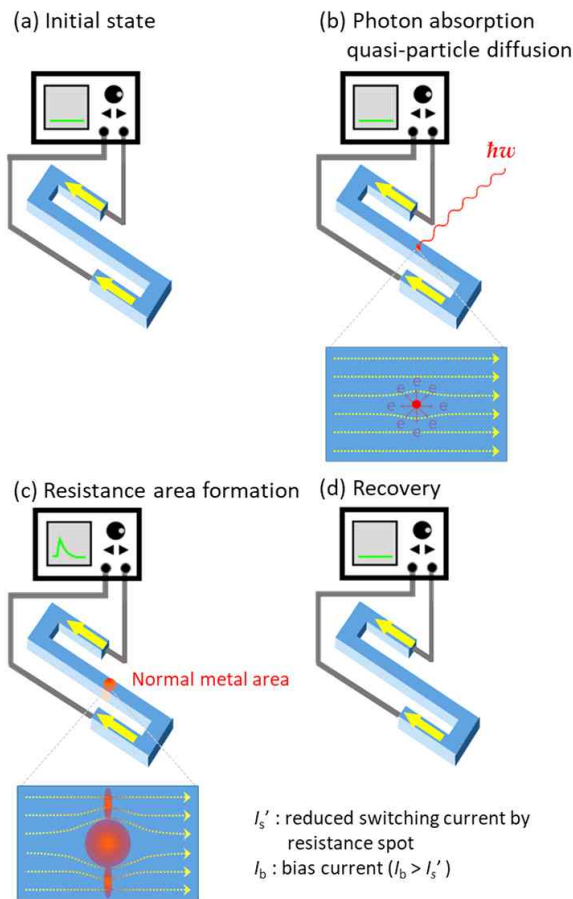 (a) Initial state
(b) Photon absorption
quasi-particle diffusion
ħw
e
e e
e e
e e
e
(c) Resistance area formation
(d) Recovery
Normal metal area
Is’ : reduced switching current by
resistance spot
Ib : bias current (Ib > Is’ )